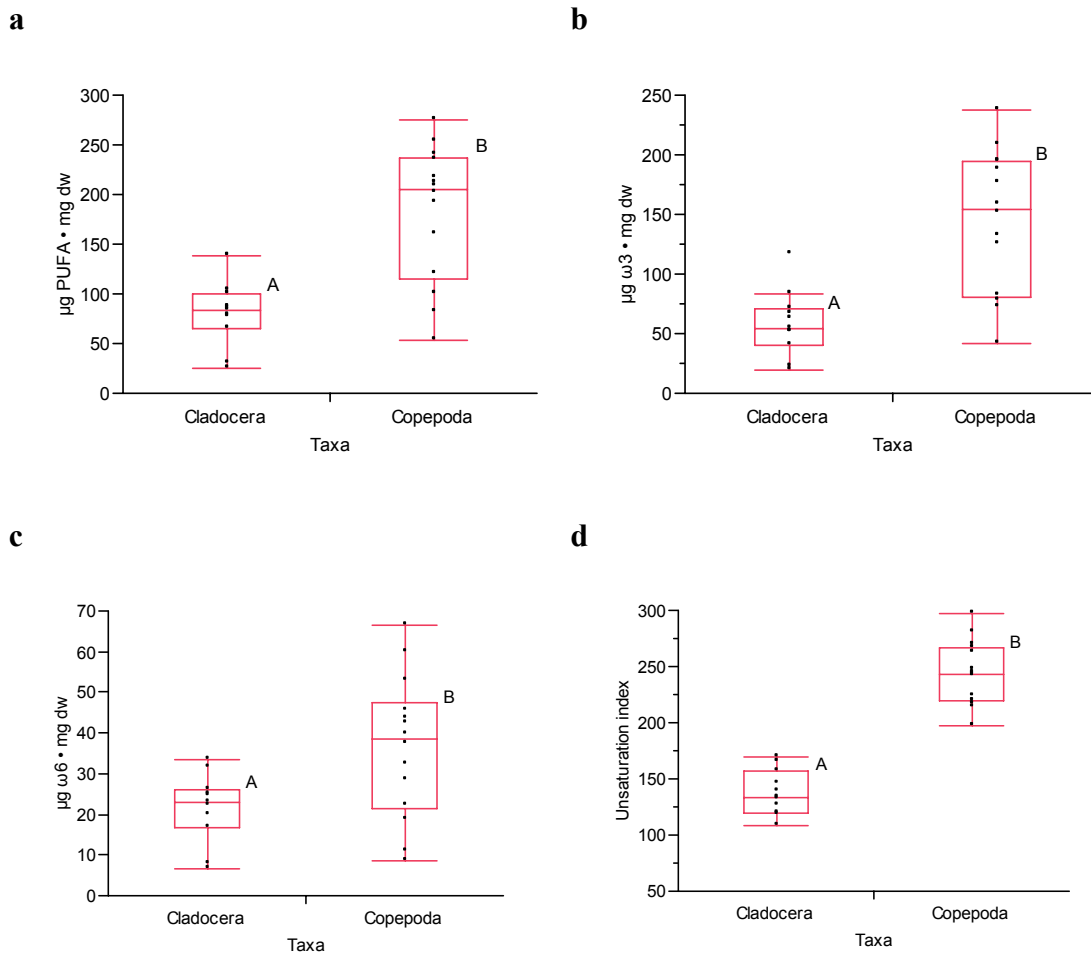 a
b
300
250
200
150
100
50
0
µg PUFA • mg dw
A
B
Cladocera Copepoda
Taxa
250
200
150
100
50
0
µg ω3 • mg dw
A
B
Cladocera Copepoda
Taxa
c
d
70
60
50
40
30
20
10
0
µg ω6 • mg dw
A
B
Cladocera Copepoda
Taxa
300
250
200
150
100
50
Unsaturation index
A
B
Cladocera Copepoda
Taxa